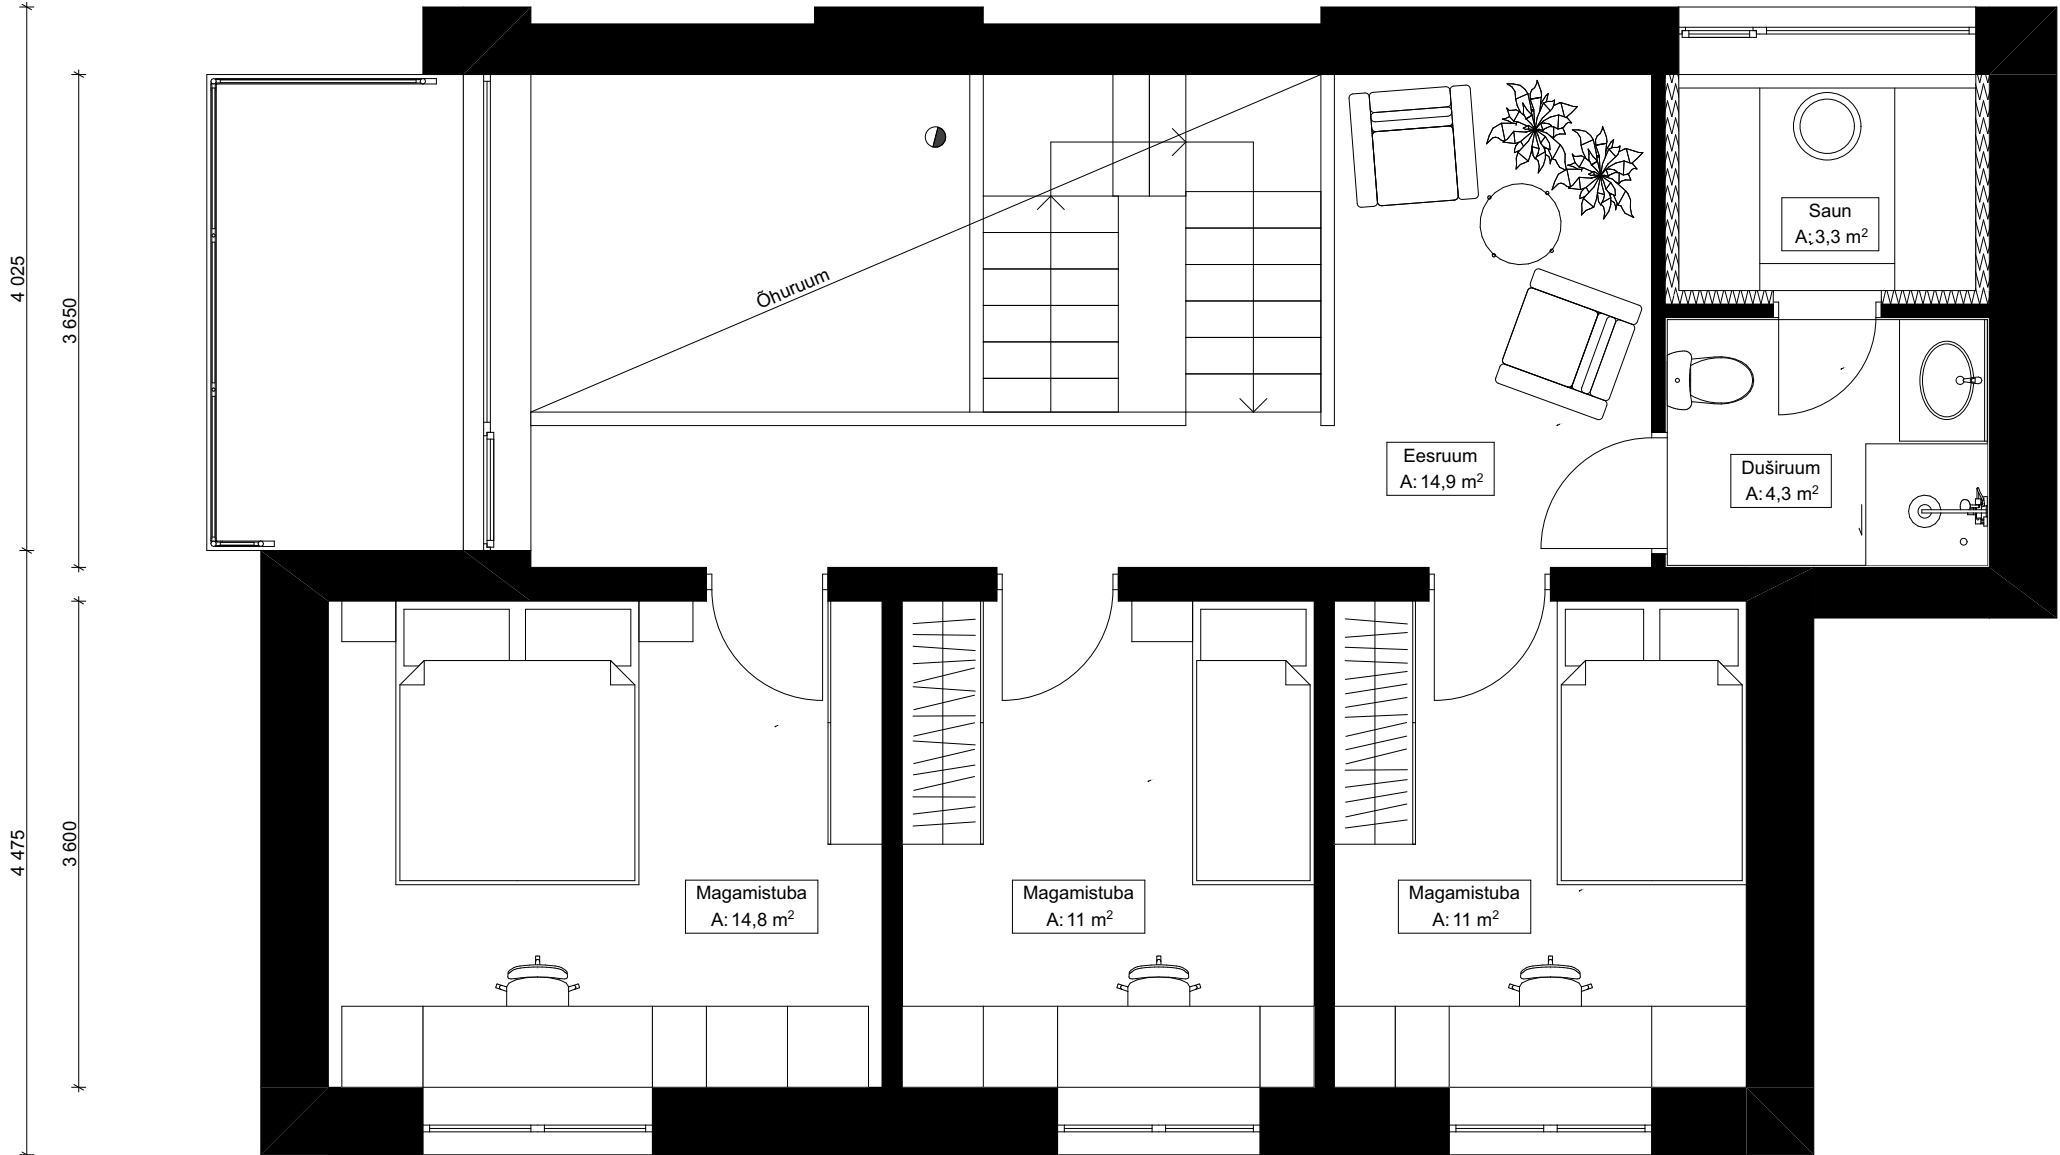 4 025
3 650
Õhuruum
Saun
A: 3,3 m²
Eesruum
A: 14,9 m²
Duširuum
A: 4,3 m²
4 475
3 600
Magamistuba
A: 14,8 m²
Magamistuba
A: 11 m²
Magamistuba
A: 11 m²